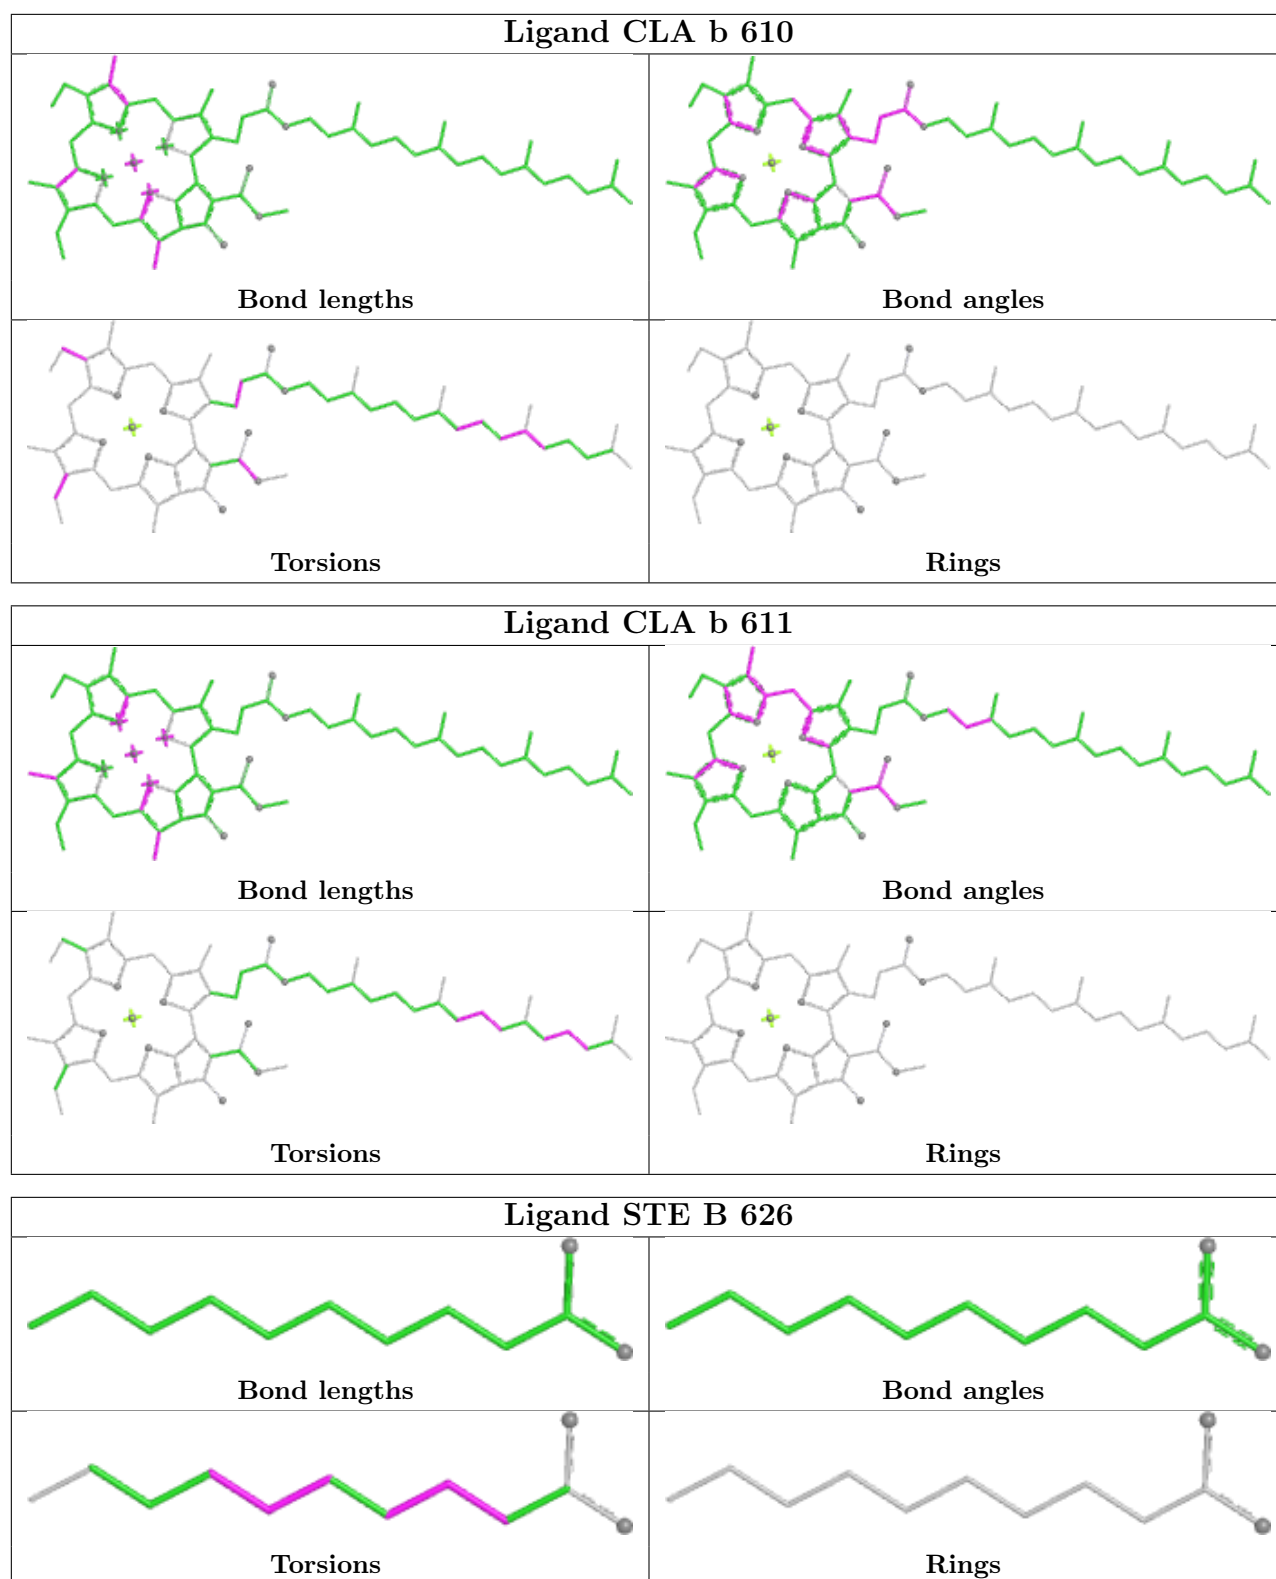 Ligand CLA b 610
Bond lengths
Bond angles
Torsions
Rings
Ligand CLA b 611
Bond lengths
Bond angles
Torsions
Rings
Ligand STE B 626
Bond lengths
Bond angles
Torsions
Rings